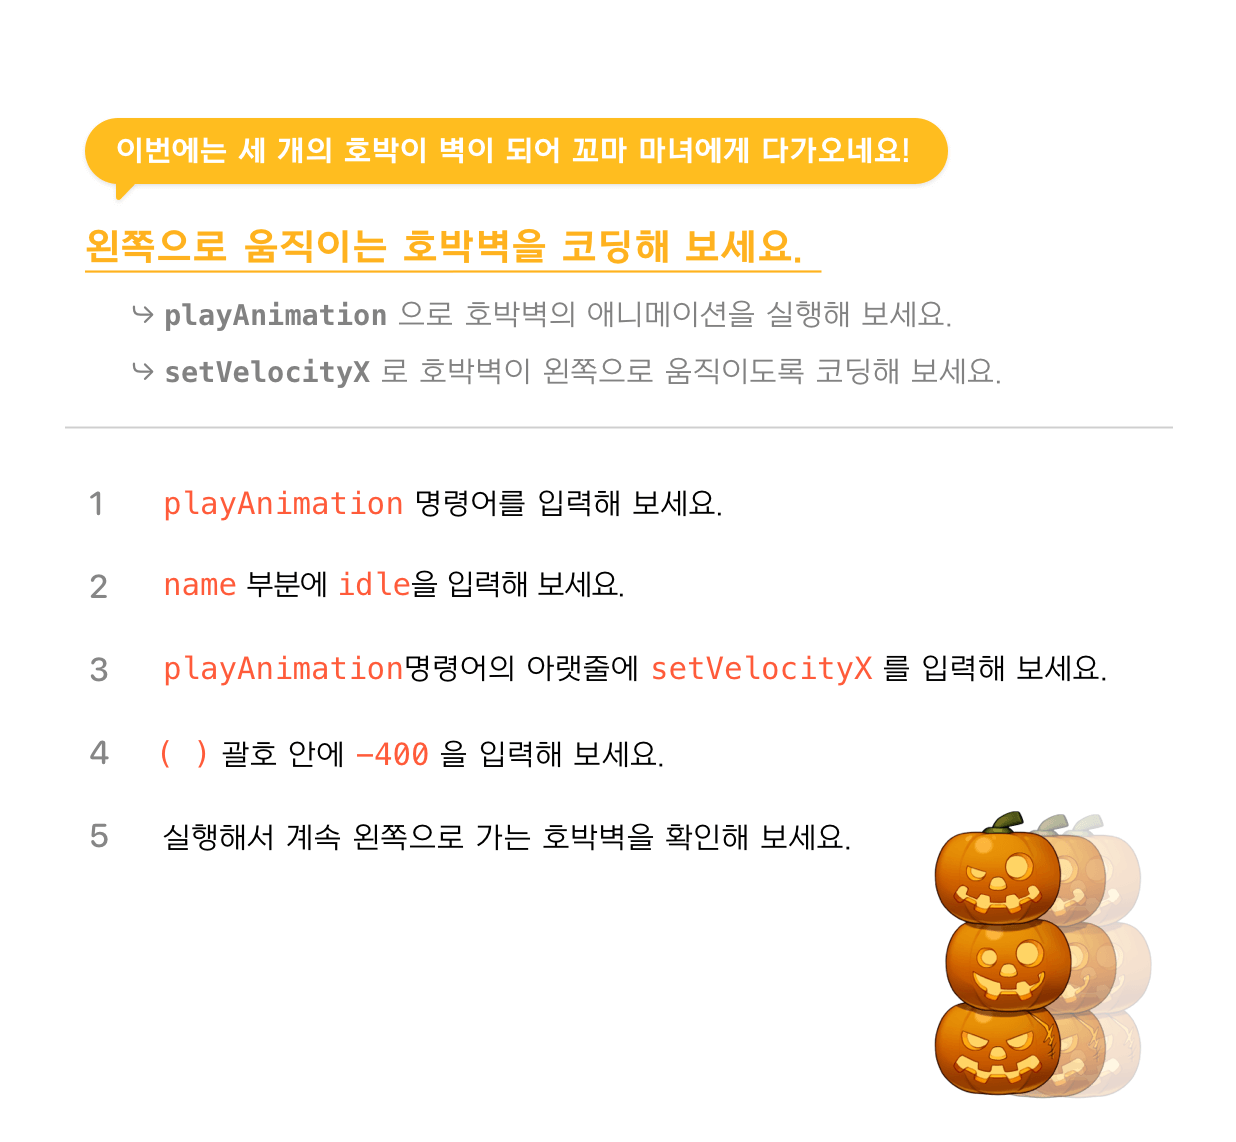 이번에는 세 개의 호박이 벽이 되어 꼬마 마녀에게 다가오네요!
왼쪽으로 움직이는 호박벽을 코딩해 보세요.
↪ playAnimation 으로 호박벽의 애니메이션을 실행해 보세요.
↪ setVelocityX 로 호박벽이 왼쪽으로 움직이도록 코딩해 보세요.
1 playAnimation 명령어를 입력해 보세요.
2 name 부분에 idle을 입력해 보세요.
3 playAnimation명령어의 아랫줄에 setVelocityX 를 입력해 보세요.
4 ( ) 괄호 안에 -400 을 입력해 보세요.
5 실행해서 계속 왼쪽으로 가는 호박벽을 확인해 보세요.